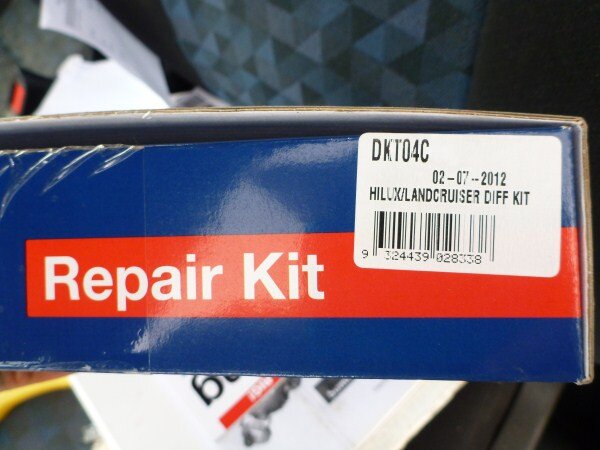 DKT04C
02-07-2012
HILUX/LANDCRUISER DIFF KIT
9 324439 028338
Repair Kit